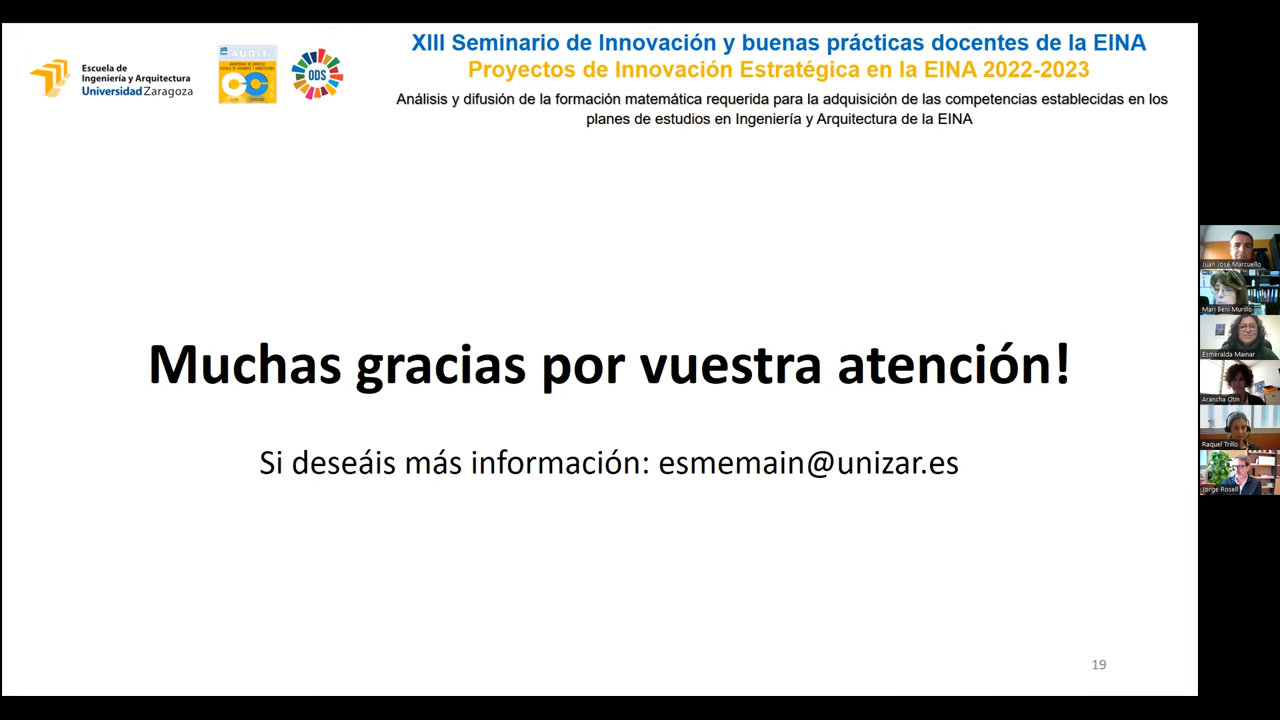 Escuela de
Ingeniería y Arquitectura
Universidad Zaragoza
AUDIT
ODS
XIII Seminario de Innovación y buenas prácticas docentes de la EINA
Proyectos de Innovación Estratégica en la EINA 2022-2023
Análisis y difusión de la formación matemática requerida para la adquisición de las competencias establecidas en los
planes de estudios en Ingeniería y Arquitectura de la EINA
Muchas gracias por vuestra atención!
Si deseáis más información: esmemain@unizar.es
19
Juan José Marcuello
Mari Beni Murillo
Esmeralda Mainar
Arancha Otín
Raquel Trillo
Jorge Rosell